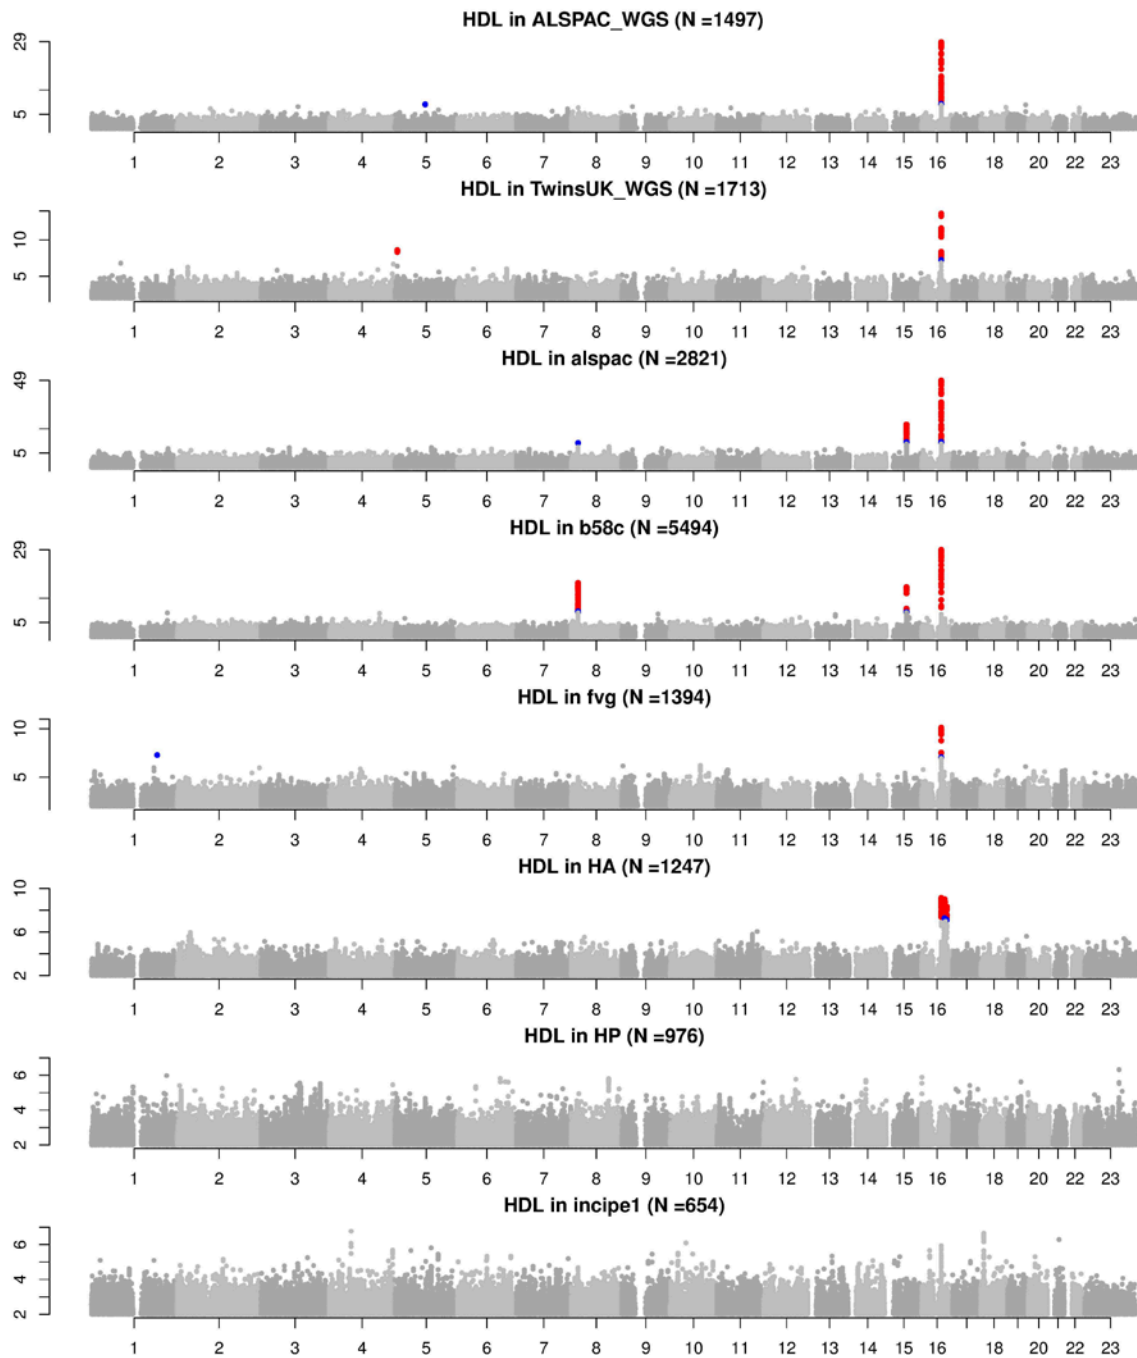 HDL in ALSPAC_WGS (N =1497)
29
5
1 2 3 4 5 6 7 8 9 10 11 12 13 14 15 16 18 20 22 23
HDL in TwinsUK_WGS (N =1713)
10
5
1 2 3 4 5 6 7 8 9 10 11 12 13 14 15 16 18 20 22 23
HDL in alspac (N =2821)
49
5
1 2 3 4 5 6 7 8 9 10 11 12 13 14 15 16 18 20 22 23
HDL in b58c (N =5494)
29
5
1 2 3 4 5 6 7 8 9 10 11 12 13 14 15 16 18 20 22 23
HDL in fvg (N =1394)
10
5
1 2 3 4 5 6 7 8 9 10 11 12 13 14 15 16 18 20 22 23
HDL in HA (N =1247)
10
6
2
1 2 3 4 5 6 7 8 9 10 11 12 13 14 15 16 18 20 22 23
HDL in HP (N =976)
6
4
2
1 2 3 4 5 6 7 8 9 10 11 12 13 14 15 16 18 20 22 23
HDL in incipe1 (N =654)
6
4
2
1 2 3 4 5 6 7 8 9 10 11 12 13 14 15 16 18 20 22 23